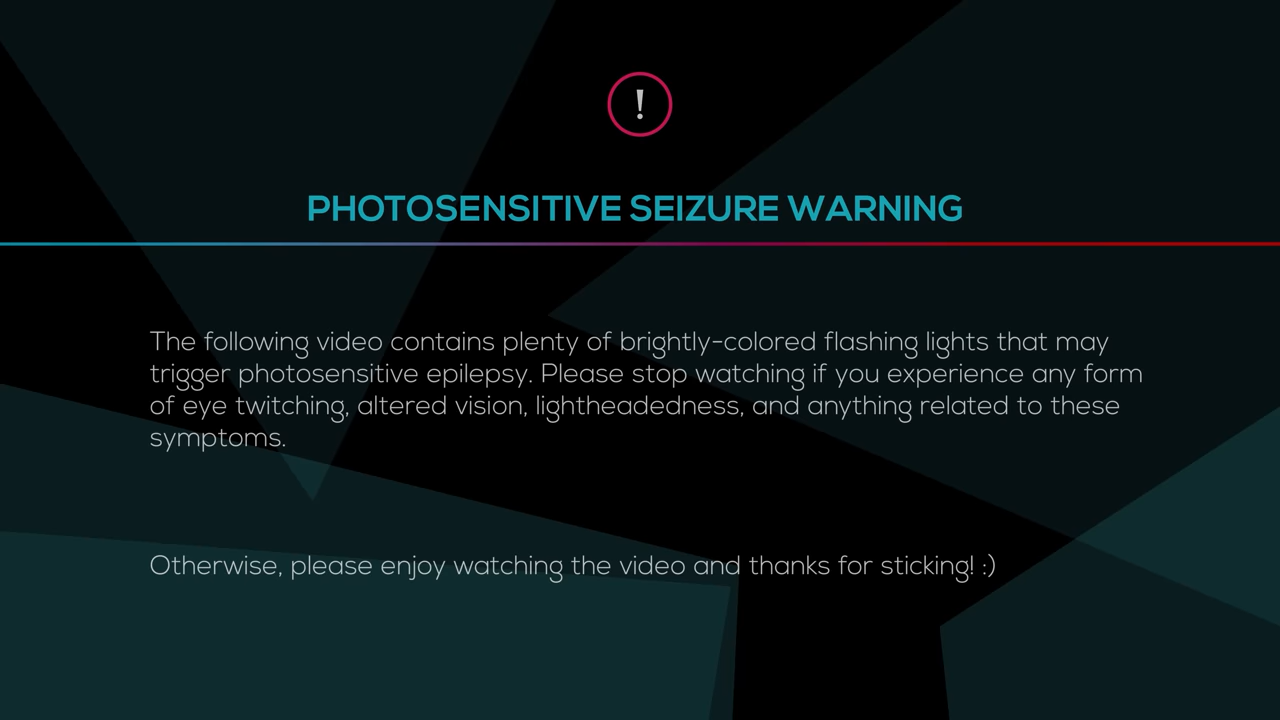 !
PHOTOSENSITIVE SEIZURE WARNING
The following video contains plenty of brightly-colored flashing lights that may
trigger photosensitive epilepsy. Please stop watching if you experience any form
of eye twitching, altered vision, lightheadedness, and anything related to these
symptoms.
Otherwise, please enjoy watching the video and thanks for sticking! :)